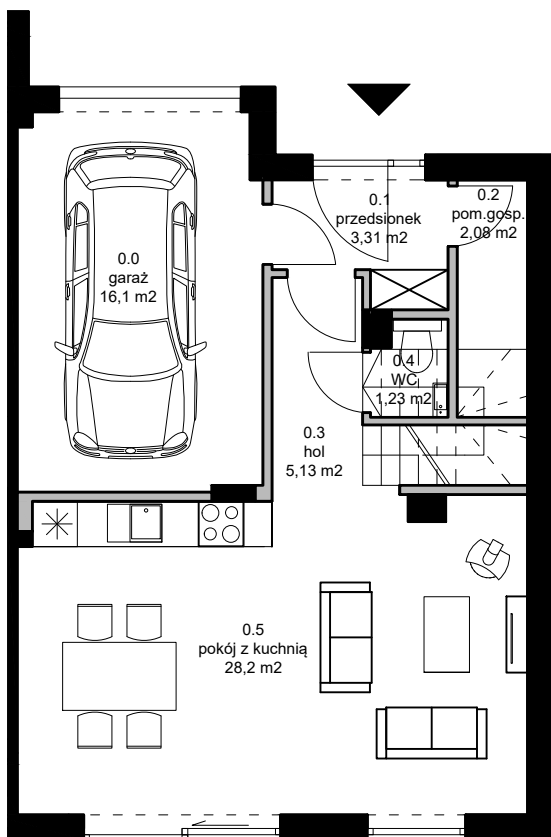 0.1
przedsionek
3,31 m2
0.2
pom.gosp.
2,08 m2
0.0
garaż
16,1 m2
0.4
WC
1,23 m2
0.3
hol
5,13 m2
0.5
pokój z kuchnią
28,2 m2